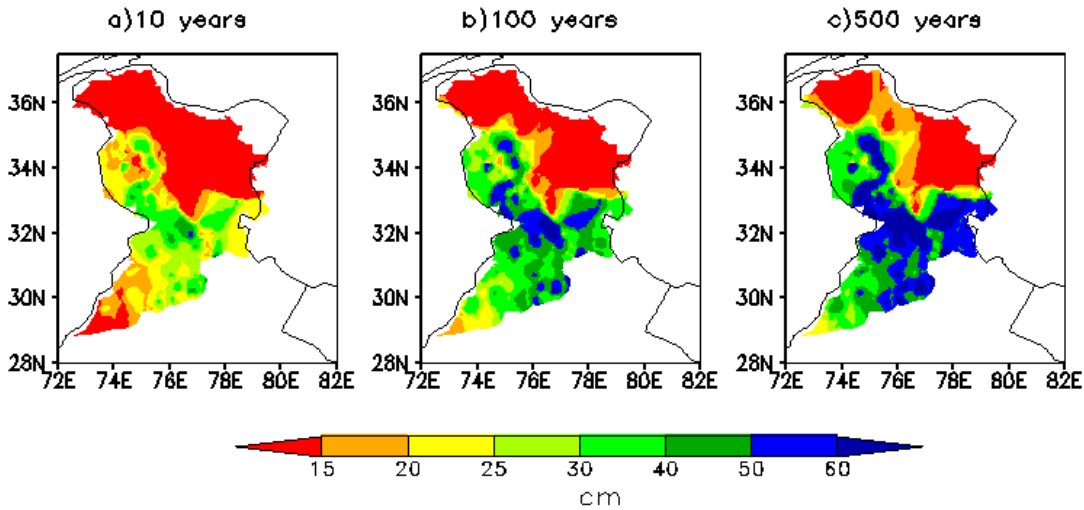 a)10 years b)100 years c)500 years
36N 36N 36N
34N 34N 34N
32N 32N 32N
30N 30N 30N
28N 28N 28N
72E 74E 76E 78E 80E 82E 72E 74E 76E 78E 80E 82E 72E 74E 76E 78E 80E 82E
15 20 25 30 40 50 60
cm